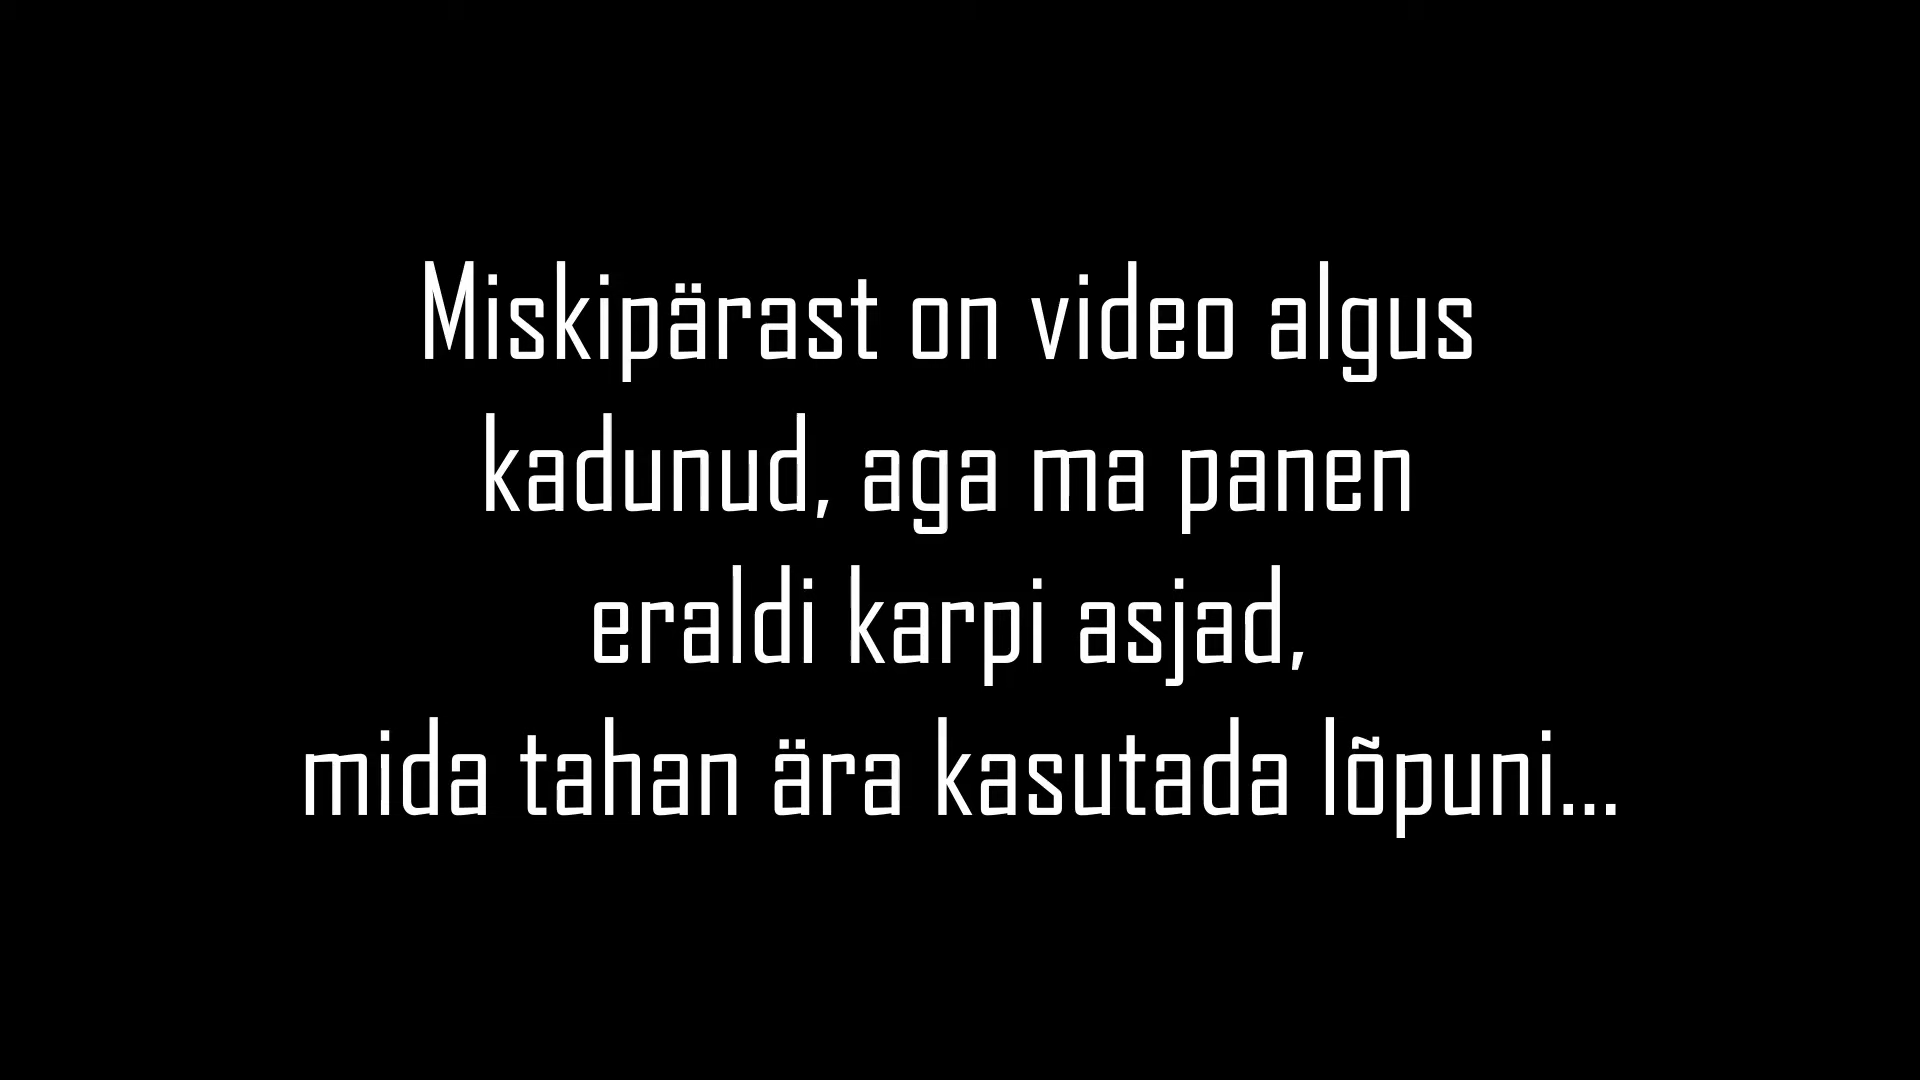 Miskipärast on video algus
kadunud, aga ma panen
eraldi karpi asjad,
mida tahan ära kasutada lõpuni...